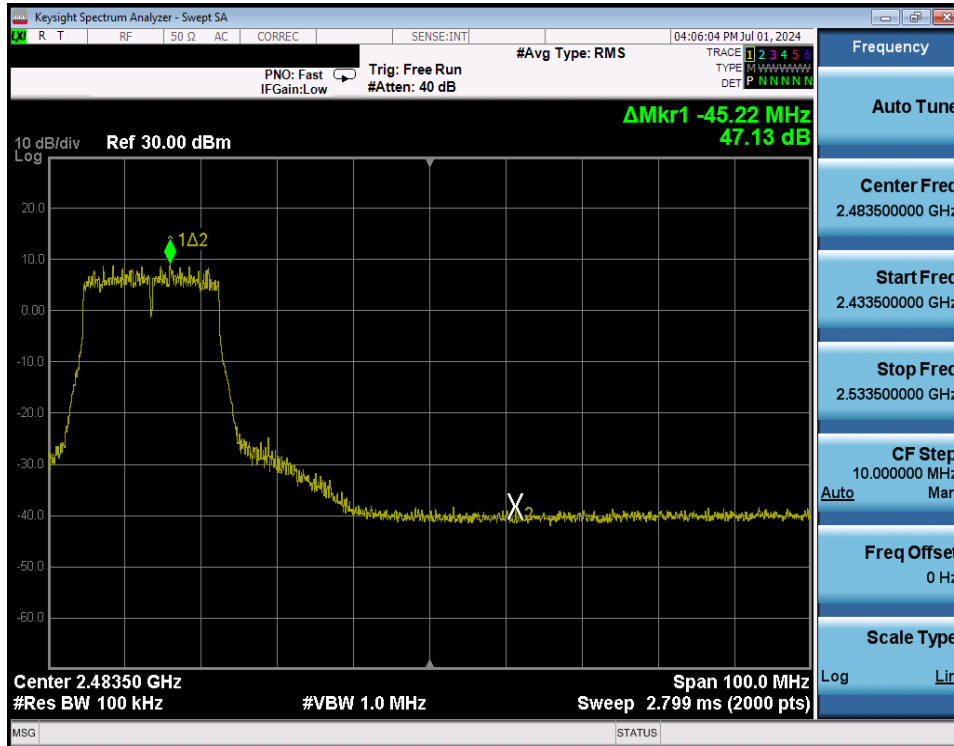 Keysight Spectrum Analyzer - Swept SA
LXI R T RF 50 Ω AC CORREC SENSE:INT 04:06:04 PM Jul 01, 2024
#Avg Type: RMS
TRACE 1 2 3 4 5 6
PNO: Fast Trig: Free Run TYPE M W W W W W
IFGain:Low #Atten: 40 dB DET P N N N N N
ΔMkr1 -45.22 MHz
47.13 dB
10 dB/div Ref 30.00 dBm
Log
20.0
1Δ2
10.0
0.00
-10.0
-20.0
-30.0
-40.0
X2
-50.0
-60.0
Center 2.48350 GHz Span 100.0 MHz
#Res BW 100 kHz #VBW 1.0 MHz Sweep 2.799 ms (2000 pts)
MSG STATUS
Frequency
Auto Tune
Center Freq
2.483500000 GHz
Start Freq
2.433500000 GHz
Stop Freq
2.533500000 GHz
CF Step
10.000000 MHz
Auto Man
Freq Offset
0 Hz
Scale Type
Log Lin